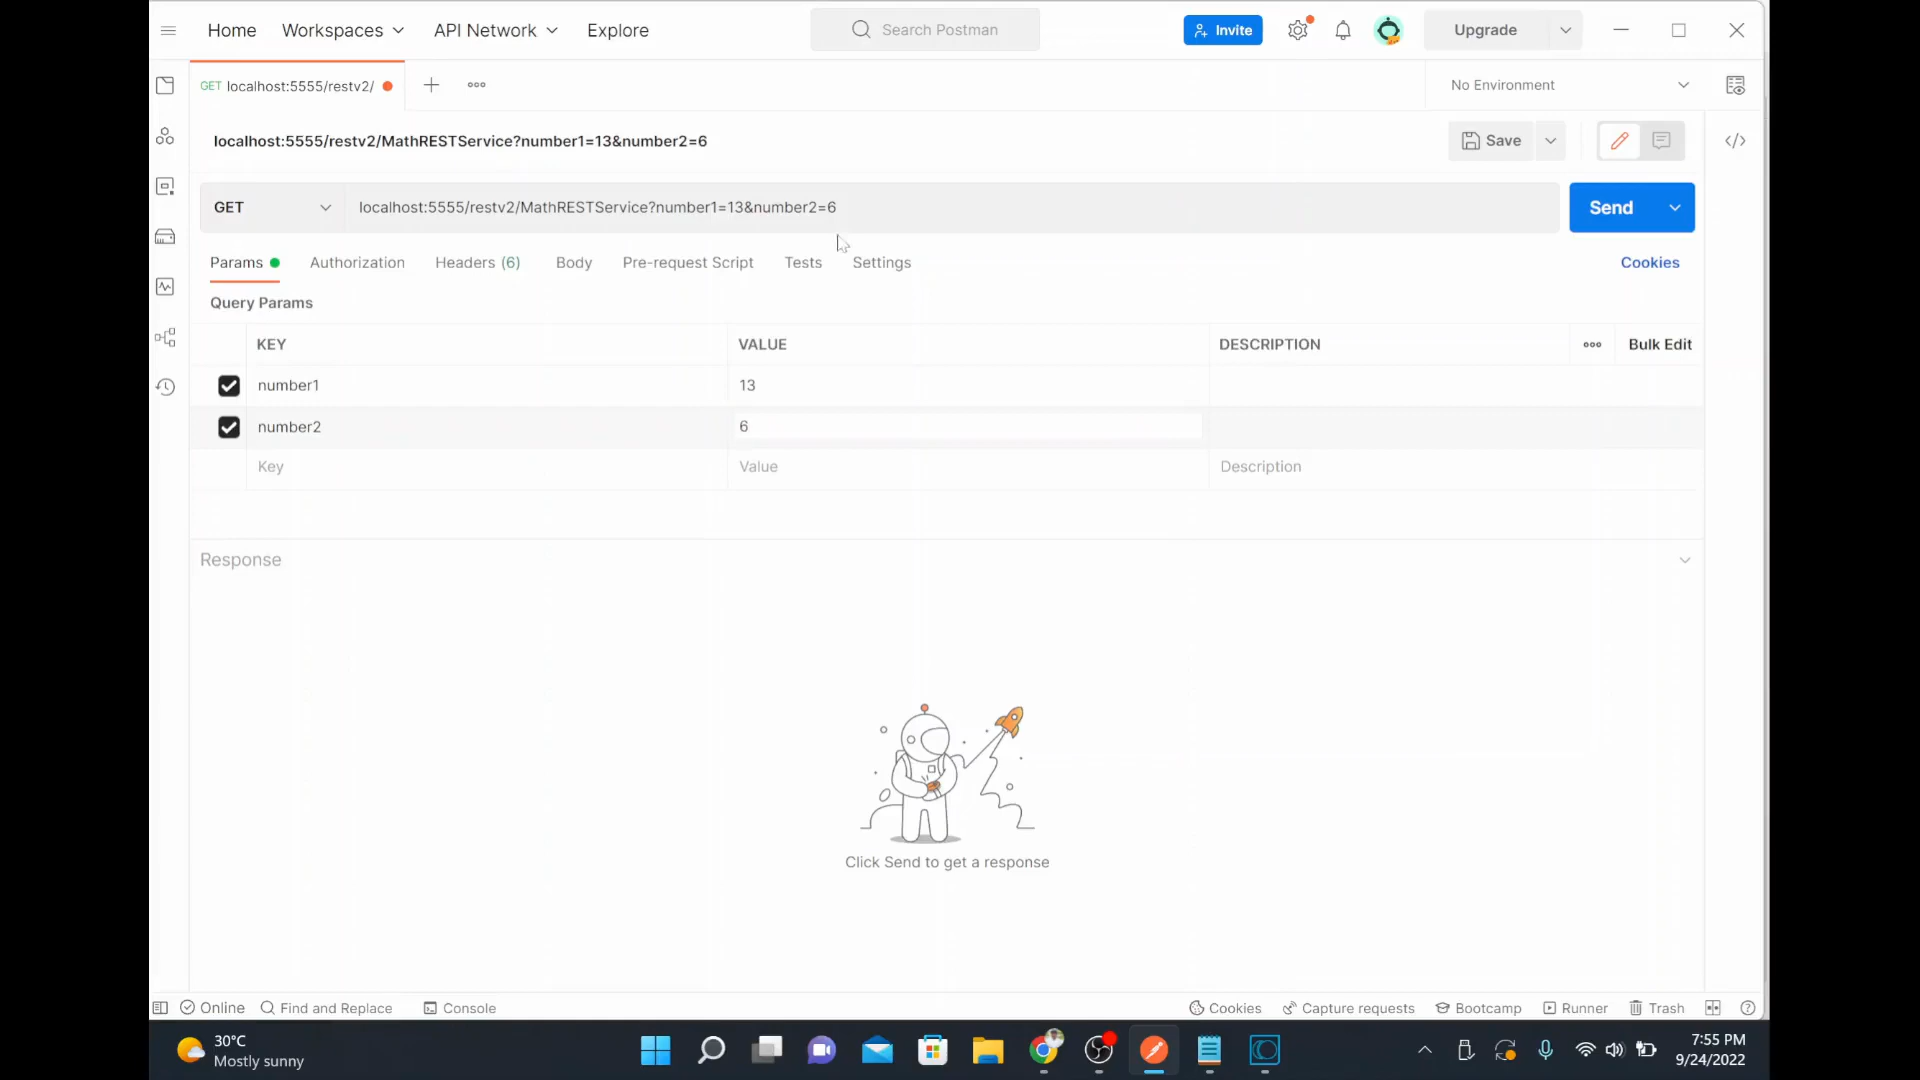 Home Workspaces API Network Explore Search Postman Invite Upgrade
GET localhost:5555/restv2/ No Environment
localhost:5555/restv2/MathRESTService?number1=13&number2=6 Save
GET localhost:5555/restv2/MathRESTService?number1=13&number2=6 Send
Params Authorization Headers (6) Body Pre-request Script Tests Settings Cookies
Query Params
KEY VALUE DESCRIPTION Bulk Edit
number1 13
number2 6
Key Value Description
Response
Click Send to get a response
Online Find and Replace Console Cookies Capture requests Bootcamp Runner Trash
30°C 7:55 PM
Mostly sunny 9/24/2022